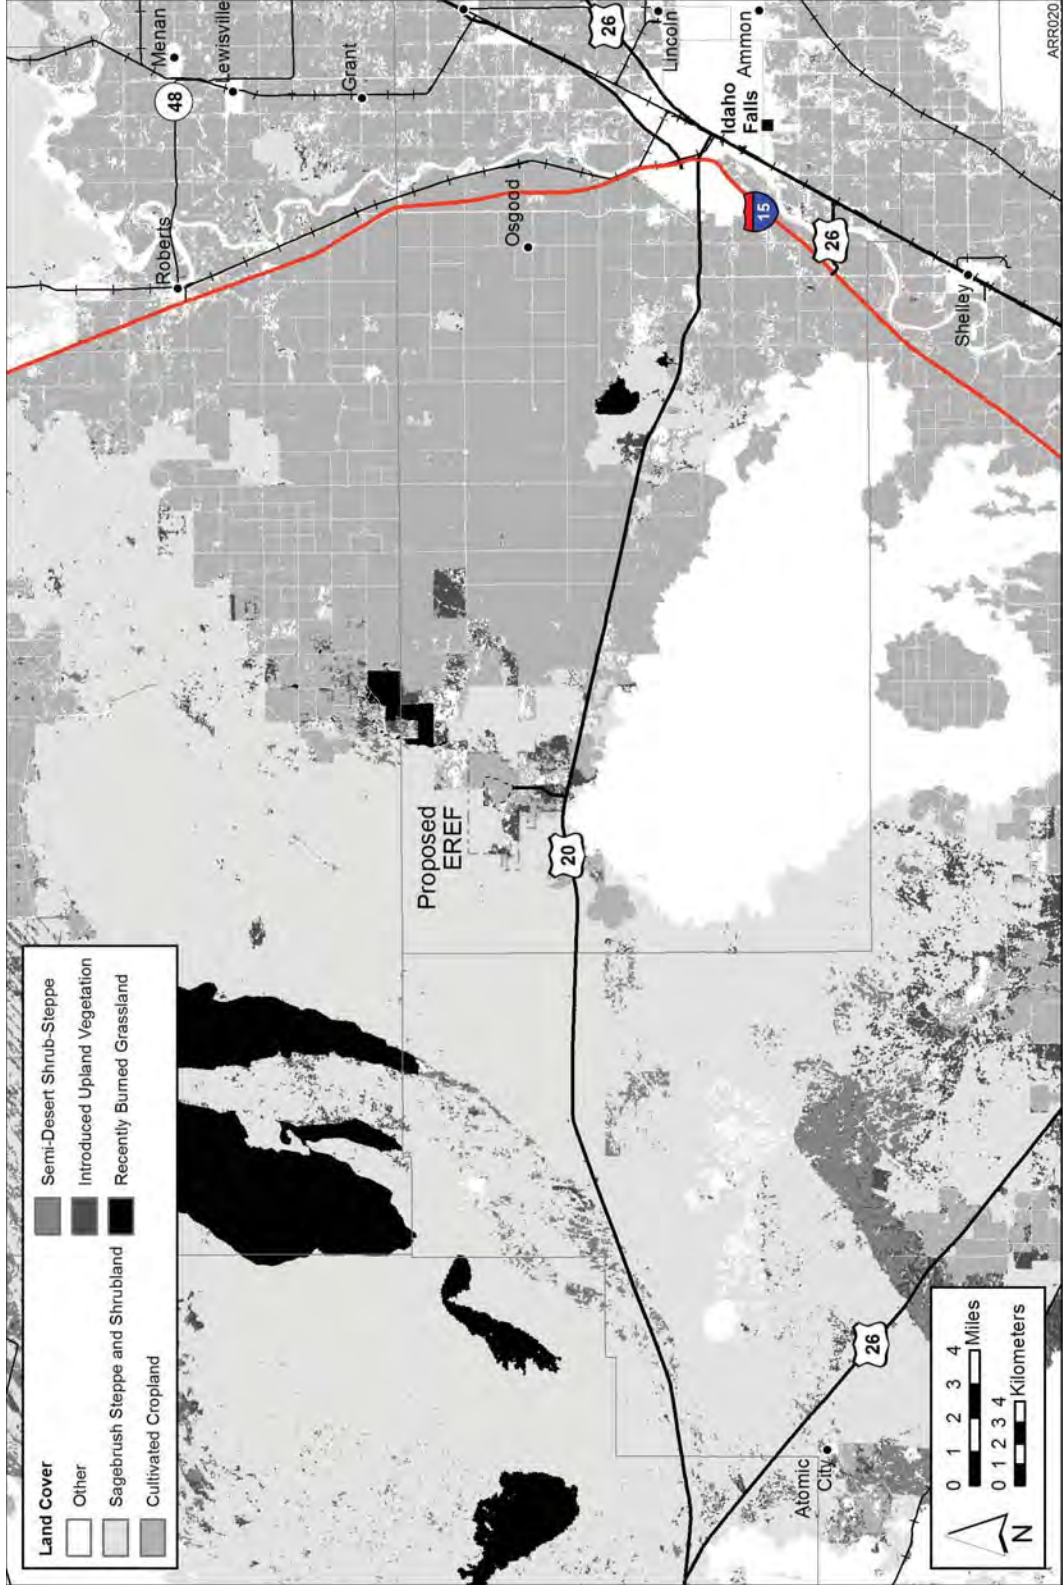 Land Cover
Other
Sagebrush Steppe and Shrubland
Cultivated Cropland
Semi-Desert Shrub-Steppe
Introduced Upland Vegetation
Recently Burned Grassland
Roberts
48
Menan
Lewisville
Grant
Osgood
Proposed
EREF
20
26
Lincoln
Ammon
Idaho
Falls
15
26
Shelley
26
Atomic
City
N
0 1 2 3 4
Miles
0 1 2 3 4
Kilometers
ARR020